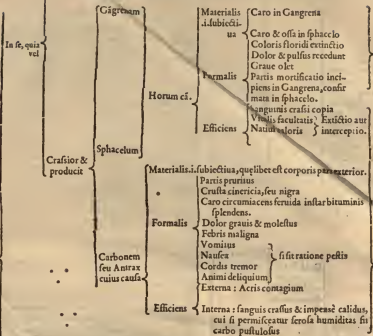 Gāgrenam
Materialis
.i.subiecti-
ua
Caro in Gangrena
Caro & ossa in sphacelo
In se, quia
vel
Coloris floridi extinctio
Dolor & pulsus recedunt
Graue olet
Formalis
Partis mortificatio inci-
piens in Gangrena, confir
mata in sphacelo.
Horum cā.
Sanguinis crassi copia
Efficiens
Vitalis facultatis
Natiui caloris
Extictio aut
interceptio.
Sphacelum
Crassior &
producit
Materialis.i.subiectiua, quęlibet est corporis pars exterior.
Partis pruritus
Crusta cinericia, seu nigra
Caro circumiacens feruida instar bituminis
splendens.
Formalis
Dolor grauis & molestus
Febris maligna
Carbonem
seu Antrax
cuius causa
Vomitus
Nausea
Cordis tremor
Animi deliquium
si sit ratione pestis
Externa : Aeris contagium
Efficiens
Interna : sanguis crassus & impensè calidus,
cui si permisceatur serosa humiditas fit
carbo pustulosus